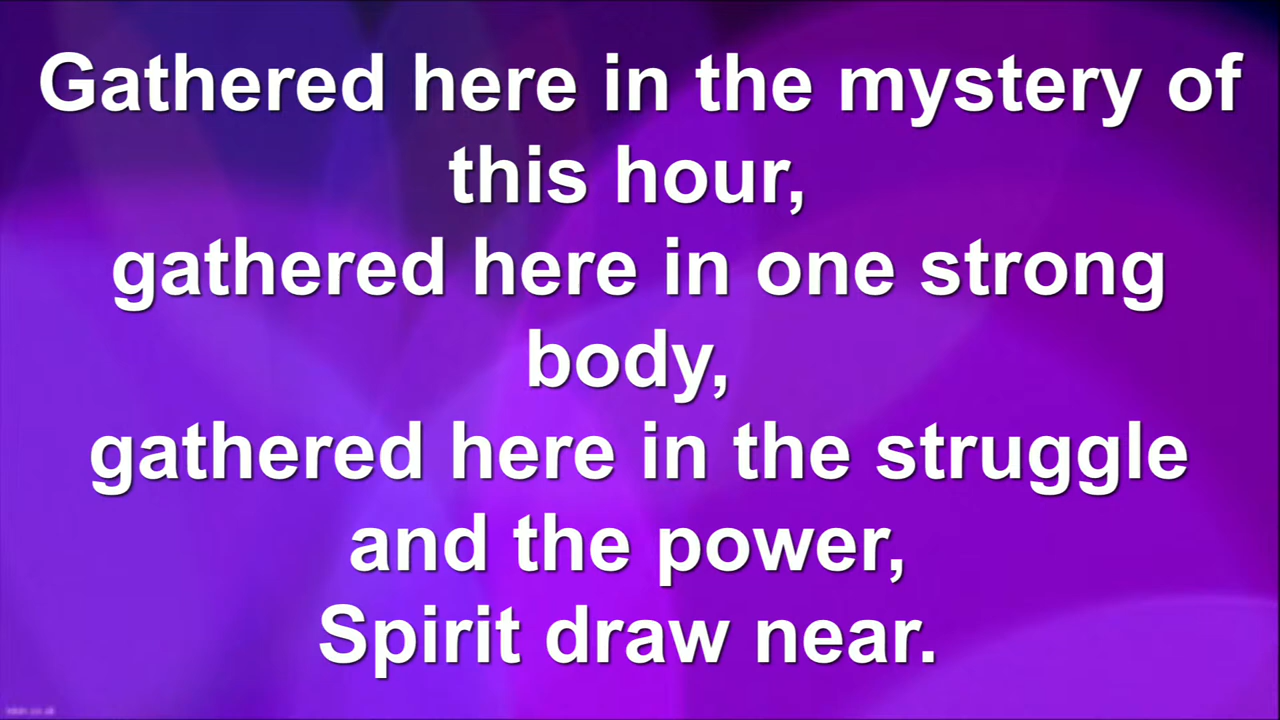 Gathered here in the mystery of
this hour,
gathered here in one strong
body,
gathered here in the struggle
and the power,
Spirit draw near.